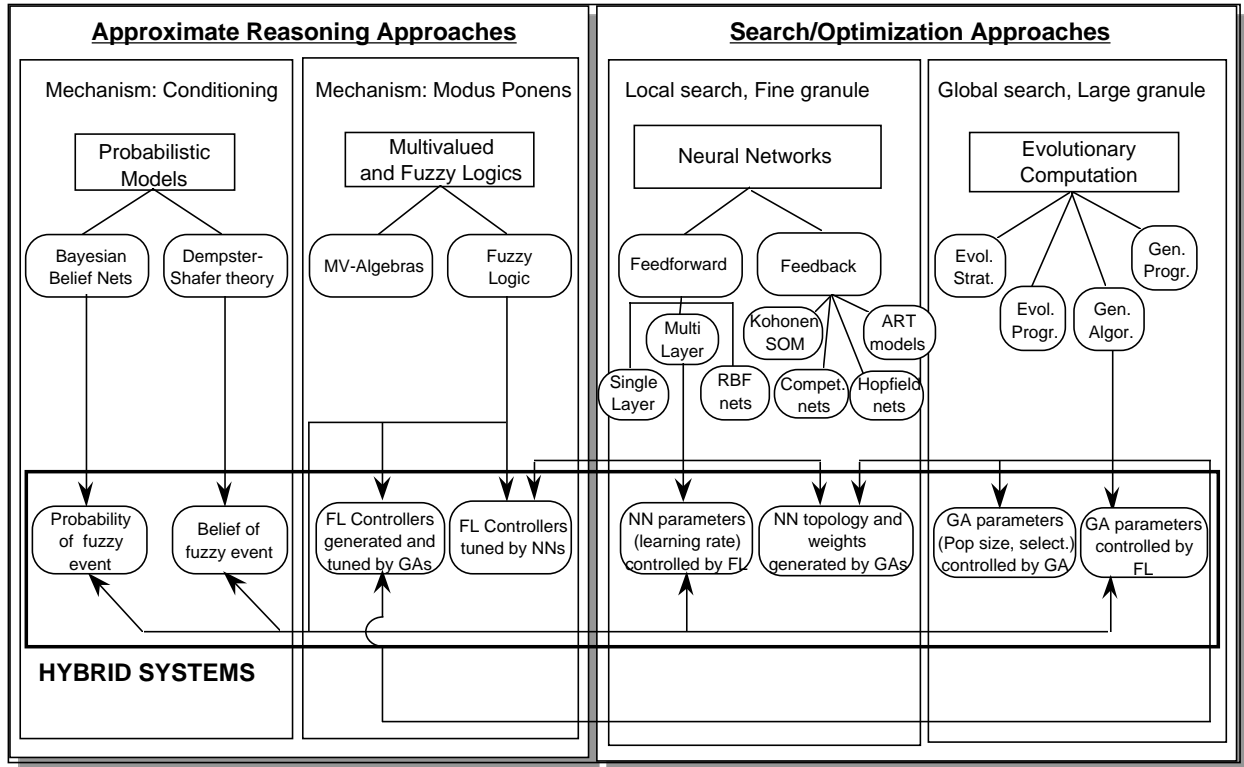 Approximate Reasoning Approaches
Search/Optimization Approaches
Mechanism: Conditioning
Mechanism: Modus Ponens
Local search, Fine granule
Global search, Large granule
Probabilistic
Models
Multivalued
and Fuzzy Logics
Neural Networks
Evolutionary
Computation
Bayesian
Belief Nets
Dempster-
Shafer theory
MV-Algebras
Fuzzy
Logic
Feedforward
Feedback
Evol.
Strat.
Gen.
Progr.
Evol.
Progr.
Gen.
Algor.
Single
Layer
Multi
Layer
RBF
nets
Kohonen
SOM
Compet.
nets
ART
models
Hopfield
nets
Probability
of fuzzy
event
Belief of
fuzzy event
FL Controllers
generated and
tuned by GAs
FL Controllers
tuned by NNs
NN parameters
(learning rate)
controlled by FL
NN topology and
weights
generated by GAs
GA parameters
(Pop size, select.)
controlled by GA
GA parameters
controlled by
FL
HYBRID SYSTEMS